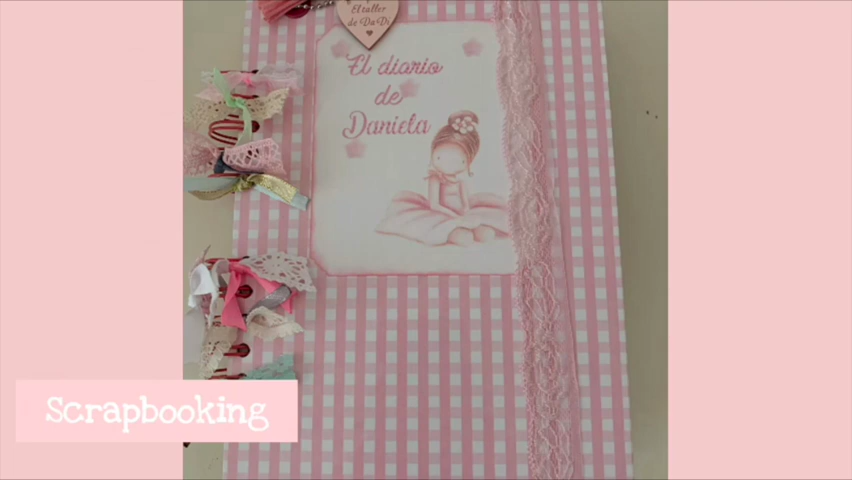 El taller
de DaDi
El diario
de
Daniela
Scrapbooking